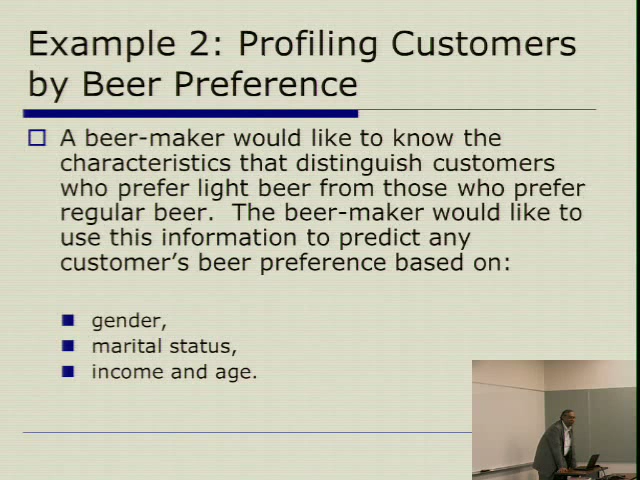 Example 2: Profiling Customers
by Beer Preference
A beer-maker would like to know the
characteristics that distinguish customers
who prefer light beer from those who prefer
regular beer.  The beer-maker would like to
use this information to predict any
customer's beer preference based on:
gender,
marital status,
income and age.